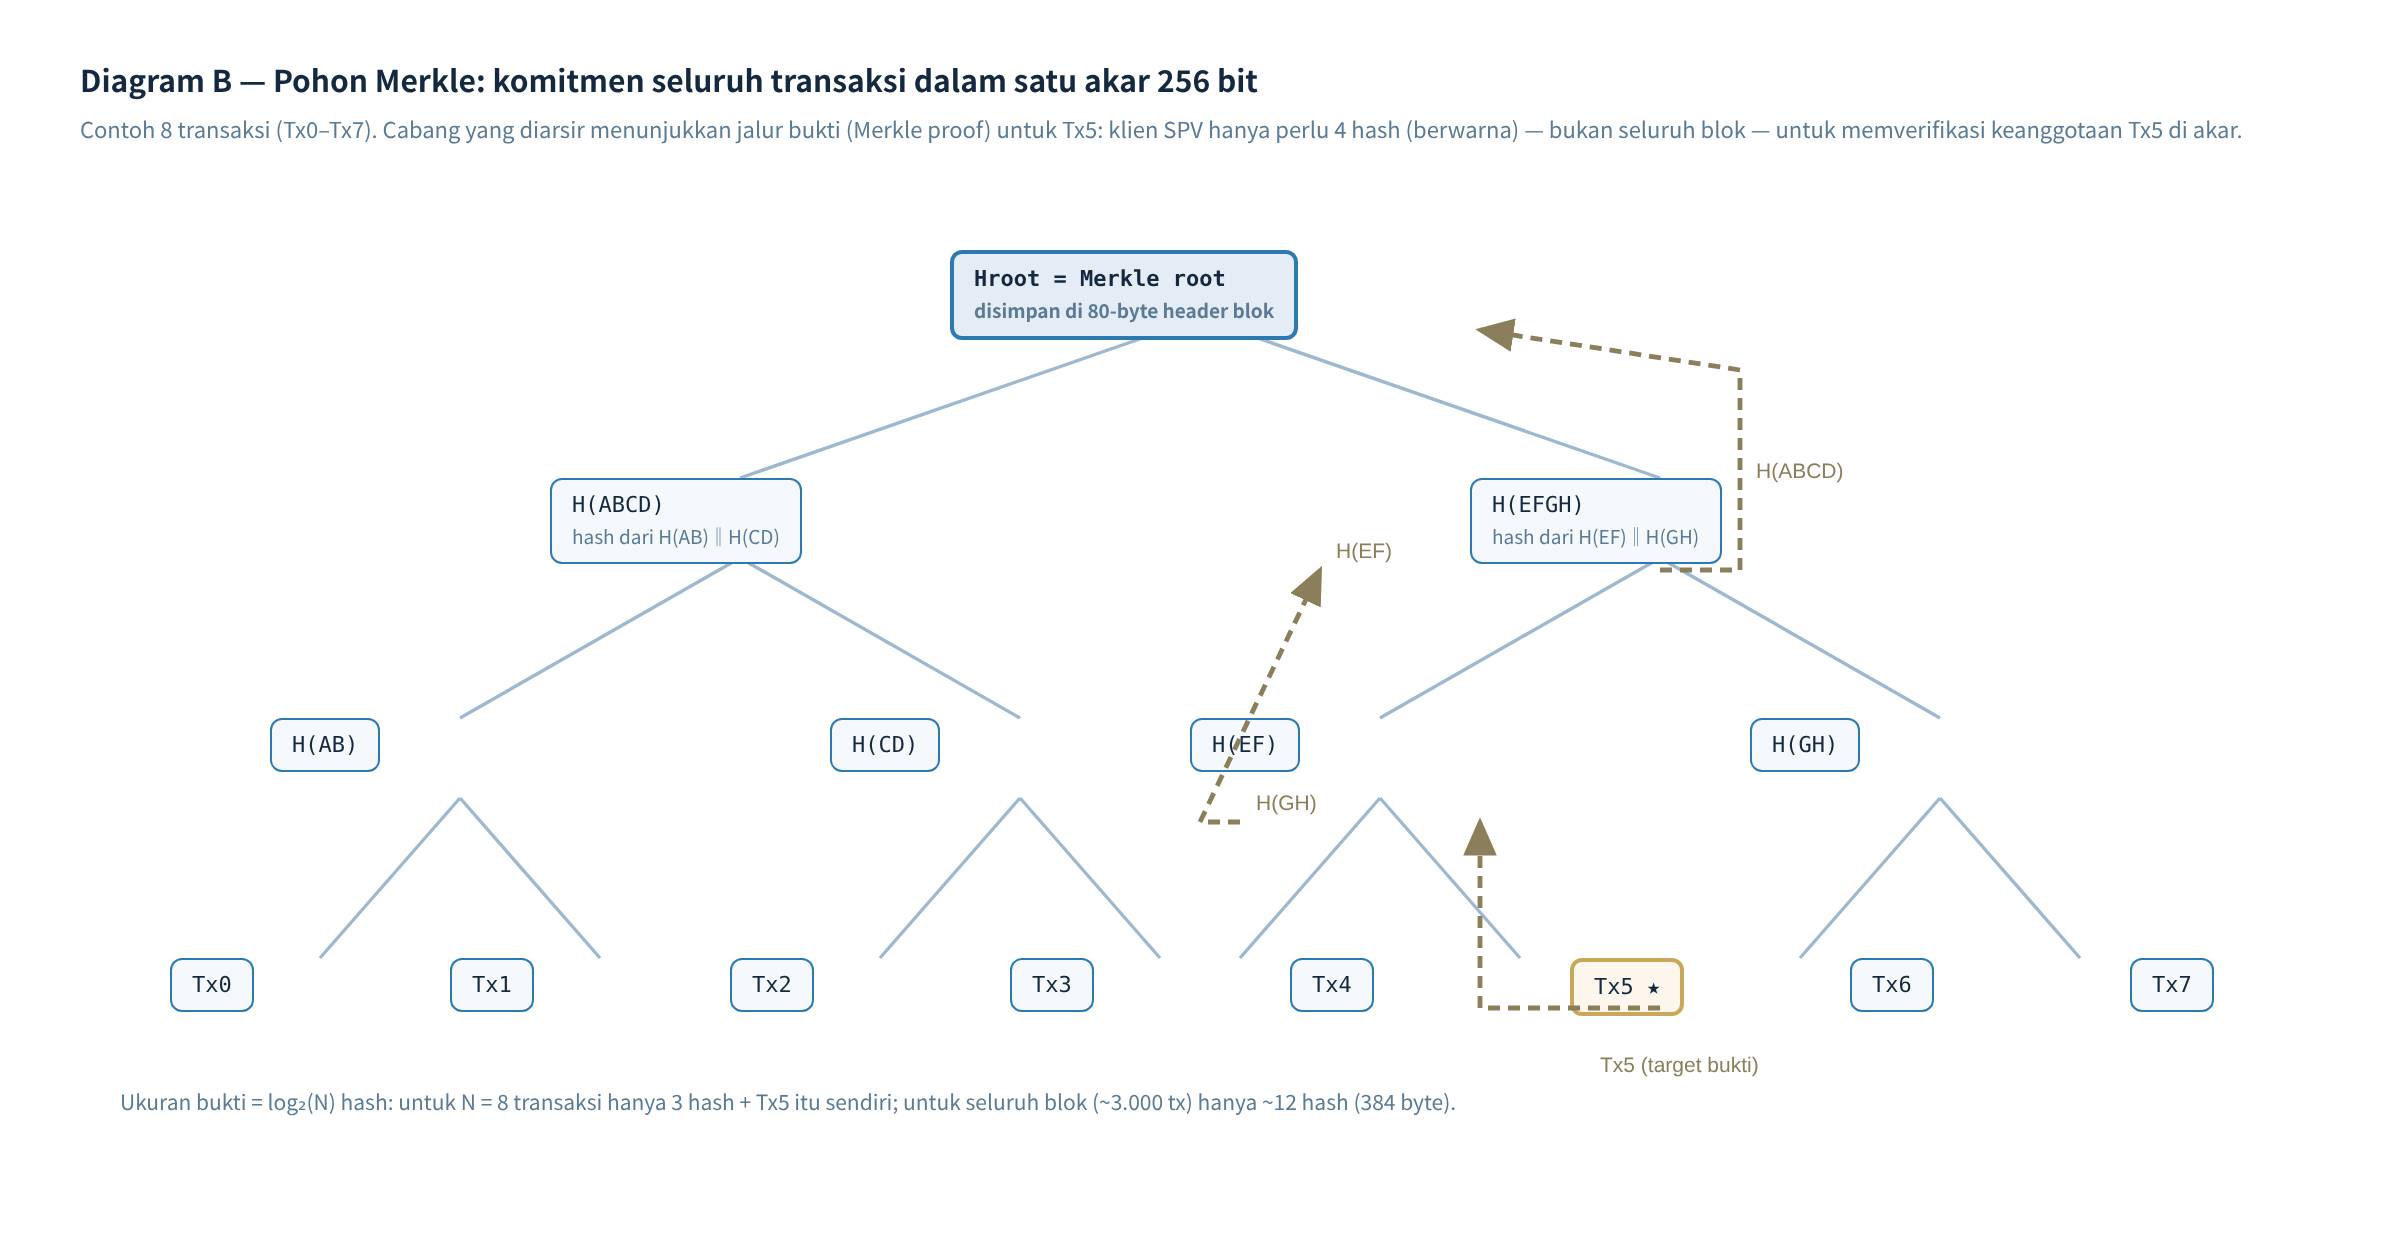 Diagram B — Pohon Merkle: komitmen seluruh transaksi dalam satu akar 256 bit
Contoh 8 transaksi (Tx0–Tx7). Cabang yang diarsir menunjukkan jalur bukti (Merkle proof) untuk Tx5: klien SPV hanya perlu 4 hash (berwarna) — bukan seluruh blok — untuk memverifikasi keanggotaan Tx5 di akar.
Hroot = Merkle root
disimpan di 80-byte header blok
H(ABCD)
H(ABCD)
hash dari H(AB) ‖ H(CD)
H(EFGH)
hash dari H(EF) ‖ H(GH)
H(EF)
H(AB)
H(CD)
H(EF)
H(GH)
H(GH)
Tx0
Tx1
Tx2
Tx3
Tx4
Tx5 ★
Tx6
Tx7
Tx5 (target bukti)
Ukuran bukti = log₂(N) hash: untuk N = 8 transaksi hanya 3 hash + Tx5 itu sendiri; untuk seluruh blok (~3.000 tx) hanya ~12 hash (384 byte).